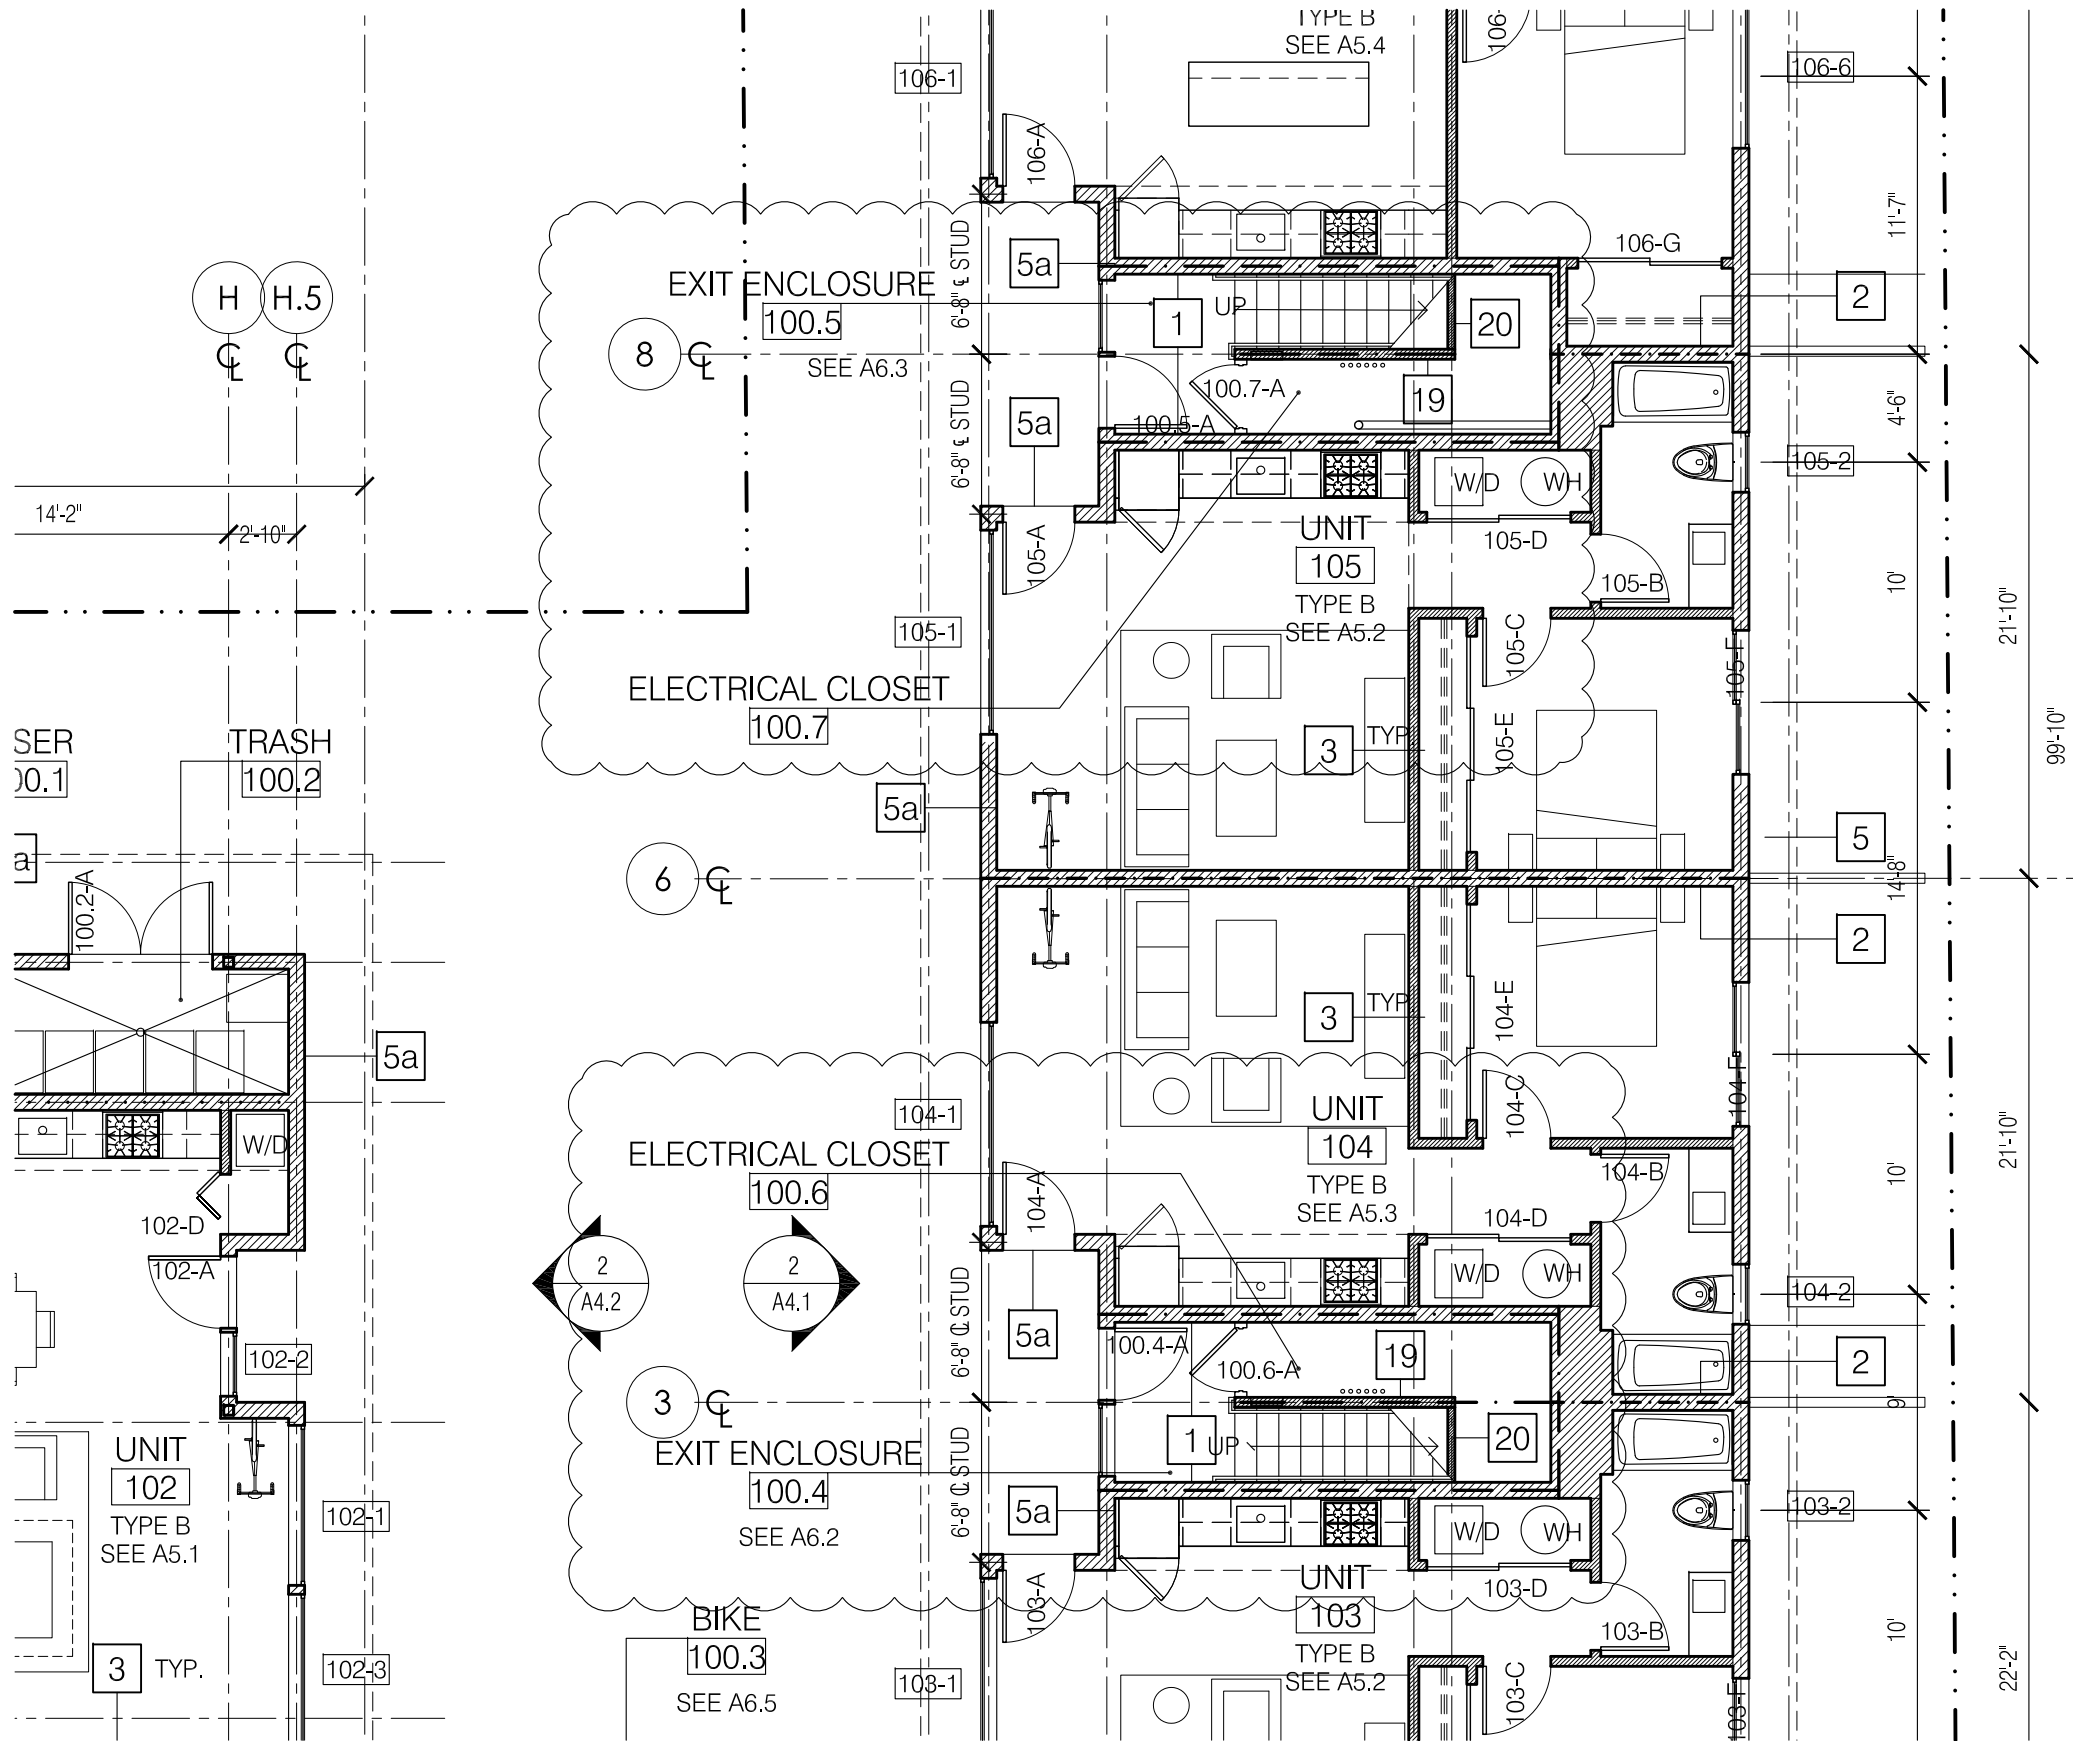 TYPE B
SEE A5.4
106-
106-1
106-6
106-A
11'-7"
106-G
5a
EXIT ENCLOSURE
100.5
SEE A6.3
6'-8" ℄ STUD
H
H.5
℄
℄
8
℄
1
UP
20
2
100.7-A
19
4'-6"
5a
100.5-A
6'-8" ℄ STUD
W/D
WH
105-2
14'-2"
2'-10"
UNIT
105
TYPE B
SEE A5.2
105-D
105-A
105-B
10'
21'-10"
105-1
105-C
105-F
ELECTRICAL CLOSET
100.7
3
TYP
105-E
99'-10"
SER
00.1
TRASH
100.2
5a
5
14'-8"
a
6
℄
100.2-A
2
3
TYP
104-E
5a
104-C
104-F
104-1
UNIT
104
TYPE B
SEE A5.3
21'-10"
ELECTRICAL CLOSET
100.6
W/D
104-B
10'
104-A
104-D
102-D
102-A
2
A4.2
2
A4.1
W/D
WH
104-2
6'-8" ℄ STUD
5a
100.4-A
100.6-A
19
102-2
2
3
℄
9'
EXIT ENCLOSURE
100.4
SEE A6.2
1
UP
20
6'-8" ℄ STUD
5a
UNIT
102
TYPE B
SEE A5.1
102-1
W/D
WH
103-2
UNIT
103
TYPE B
SEE A5.2
103-D
103-A
103-B
10'
BIKE
100.3
SEE A6.5
3
TYP.
102-3
103-1
103-C
103-F
22'-2"